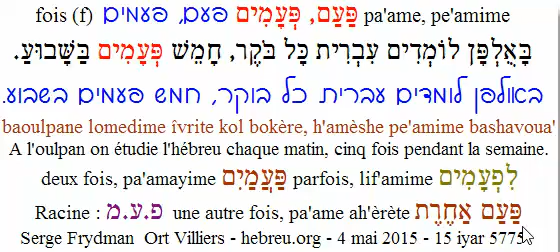 fois (f) פַּעַם, פְּעָמִים פעם, פעמים pa'ame, pe'amime
בָּאֻלְפָּן לוֹמְדִים עִבְרִית כָּל בֹּקֶר, חָמֵשׁ פְּעָמִים בַּשָּׁבוּעַ.
באולפן לומדים עברית כל בוקר, חמש פעמים בשבוע.
baoulpane lomedime îvrite kol bokère, h'amèshe pe'amime bashavoua'
A l'oulpan on étudie l'hébreu chaque matin, cinq fois pendant la semaine.
deux fois, pa'amayime פַּעֲמַיִם parfois, lif'amime לִפְעָמִים
Racine : פ.ע.מ une autre fois, pa'ame ah'èrète פַּעַם אַחֶרֶת
Serge Frydman Ort Villiers - hebreu.org - 4 mai 2015 - 15 iyar 5775